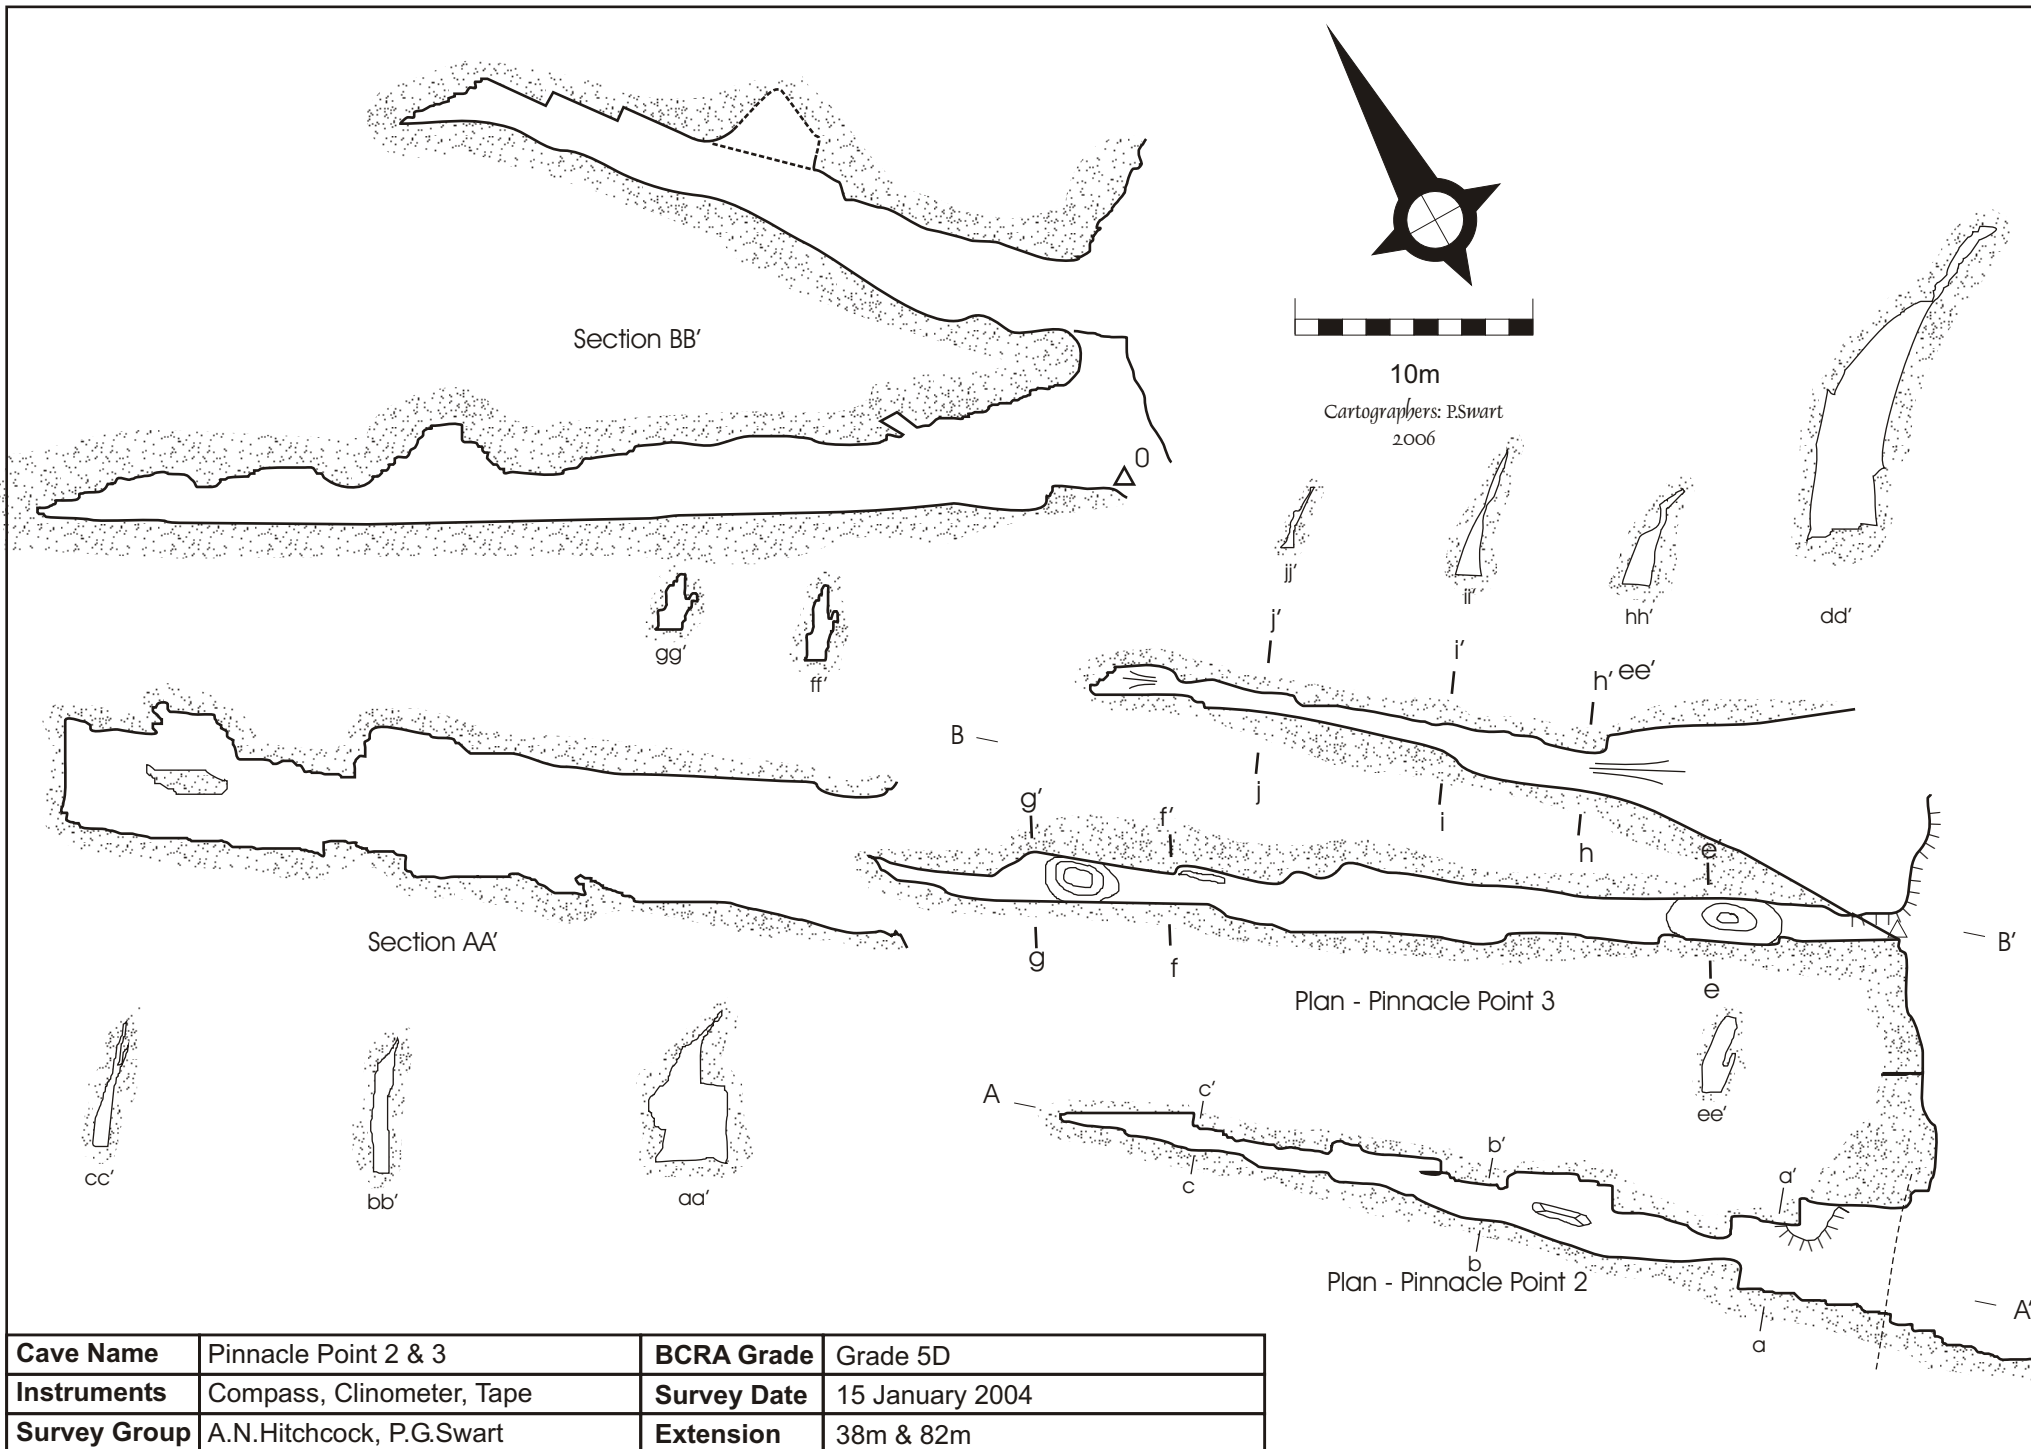 Section BB'
0
10m
Cartographers: P.Swart
2006
jj'
ii'
hh'
dd'
gg'
ff'
j'
i'
h' ee'
B
j
i
h
g'
f'
e'
g
f
e
B'
Section AA'
Plan - Pinnacle Point 3
ee'
A
c'
c
b'
b
a'
a
A'
cc'
bb'
aa'
Plan - Pinnacle Point 2
Cave Name Pinnacle Point 2 & 3 BCRA Grade Grade 5D
Instruments Compass, Clinometer, Tape Survey Date 15 January 2004
Survey Group A.N.Hitchcock, P.G.Swart Extension 38m & 82m